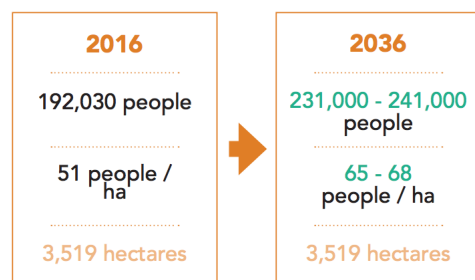 2016
192,030 people
51 people /
ha
3,519 hectares
2036
231,000 - 241,000
people
65 - 68
people / ha
3,519 hectares